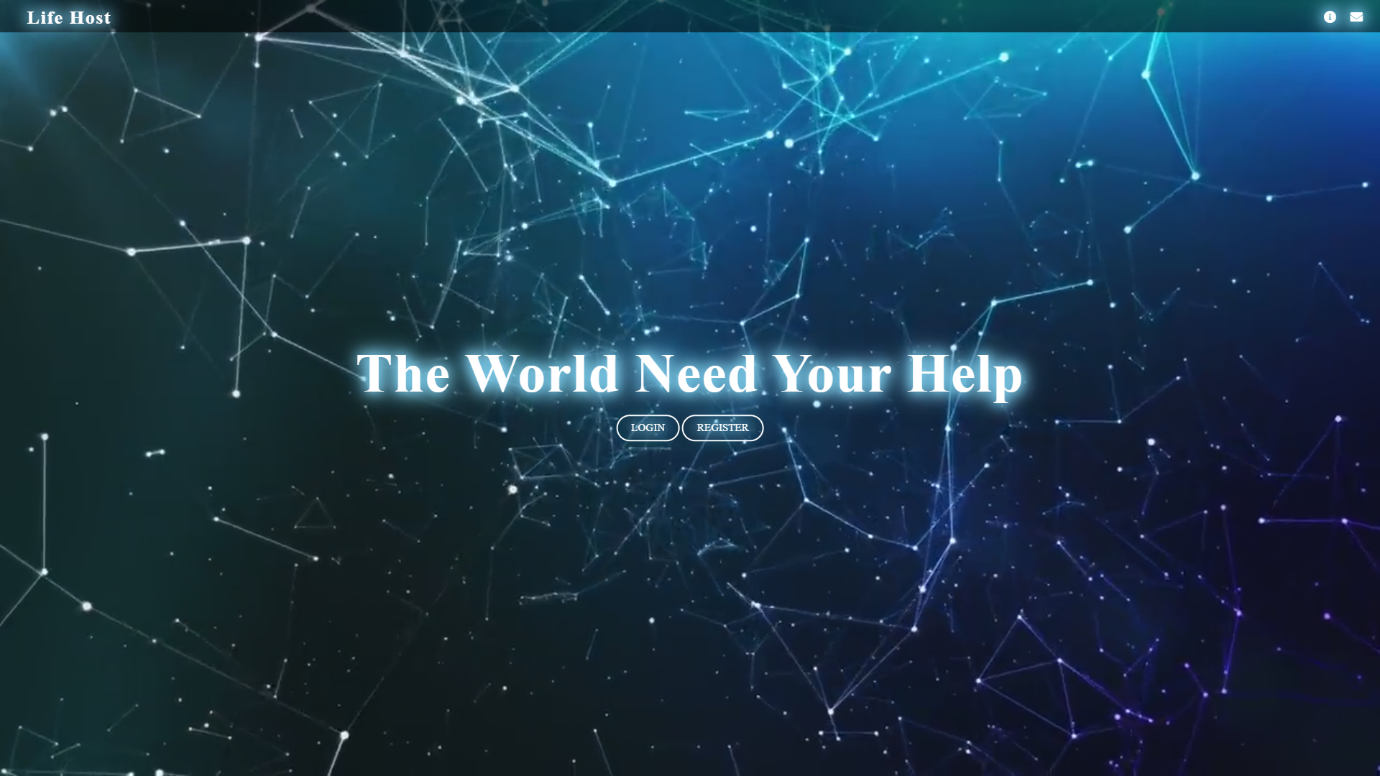 Life Host
The World Need Your Help
LOGIN REGISTER